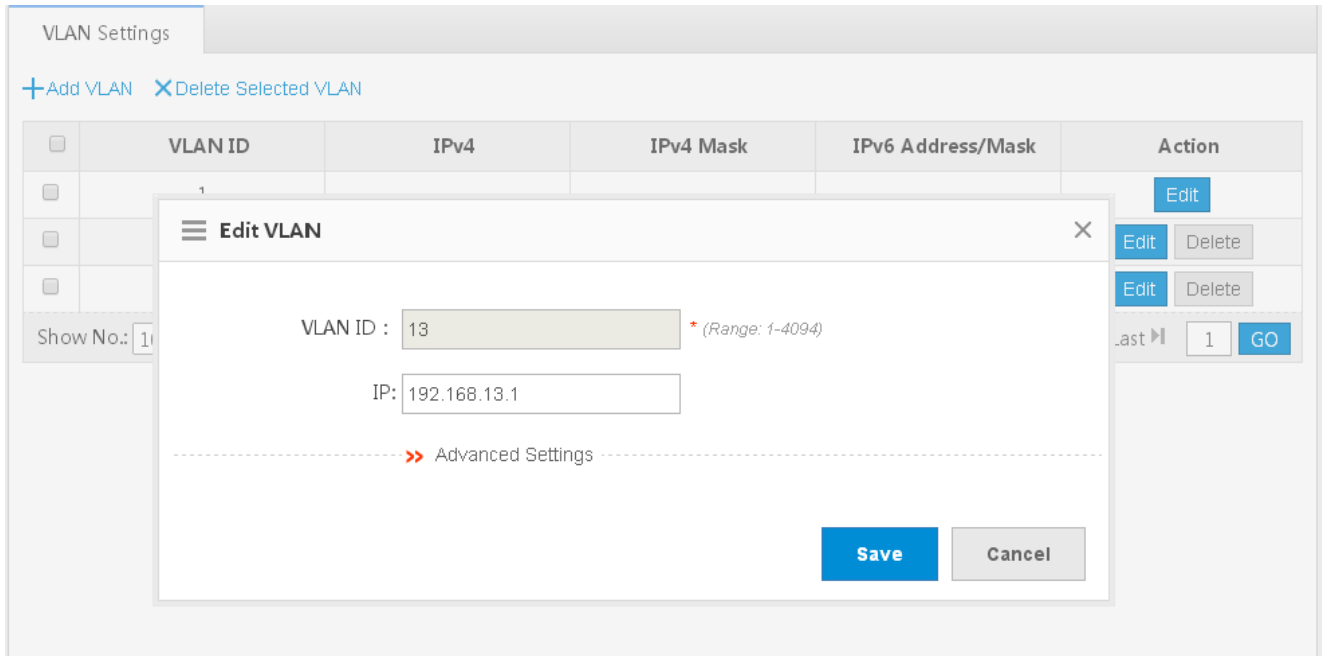 VLAN Settings
Add VLAN Delete Selected VLAN
VLAN ID IPv4 IPv4 Mask IPv6 Address/Mask Action
1 Edit
Edit VLAN
Edit Delete
Edit Delete
VLAN ID : 13 * (Range: 1-4094)
Show No.: Last 1 GO
IP: 192.168.13.1
Advanced Settings
Save Cancel